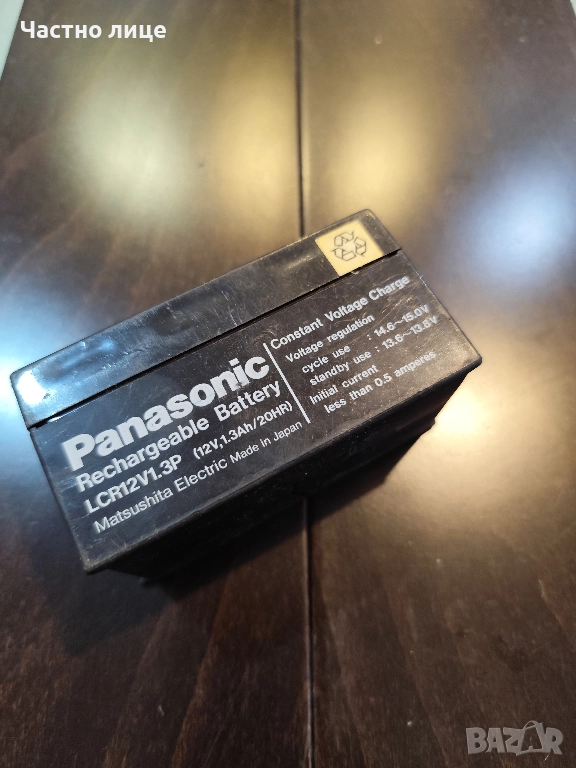 Частно лице
Panasonic
Rechargeable Battery
LCR12V1.3P (12V,1.3Ah/20HR)
Matsushita Electric Made in Japan
Constant Voltage Charge
Voltage regulation
cycle use : 14.6~15.0V
standby use : 13.6~13.8V
Initial current
less than 0.5 amperes
BAZAR